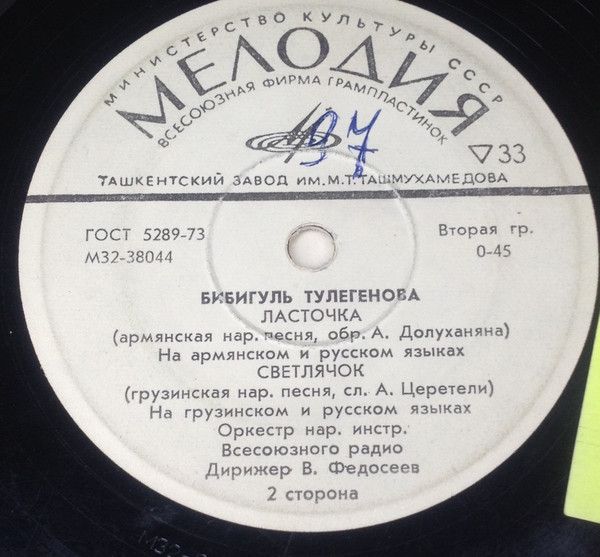 МИНИСТЕРСТВО КУЛЬТУРЫ СССР
МЕЛОДИЯ
ВСЕСОЮЗНАЯ ФИРМА ГРАМПЛАСТИНОК
97
33
ТАШКЕНТСКИЙ ЗАВОД ИМ. М.Т. ТАШМУХАМЕДОВА
ГОСТ 5289-73
Вторая гр.
М32-38044
0-45
БИБИГУЛЬ ТУЛЕГЕНОВА
ЛАСТОЧКА
(армянская нар. песня, обр. А. Долуханяна)
На армянском и русском языках
СВЕТЛЯЧОК
(грузинская нар. песня, сл. А. Церетели)
На грузинском и русском языках
Оркестр нар. инстр.
Всесоюзного радио
Дирижер В. Федосеев
2 сторона